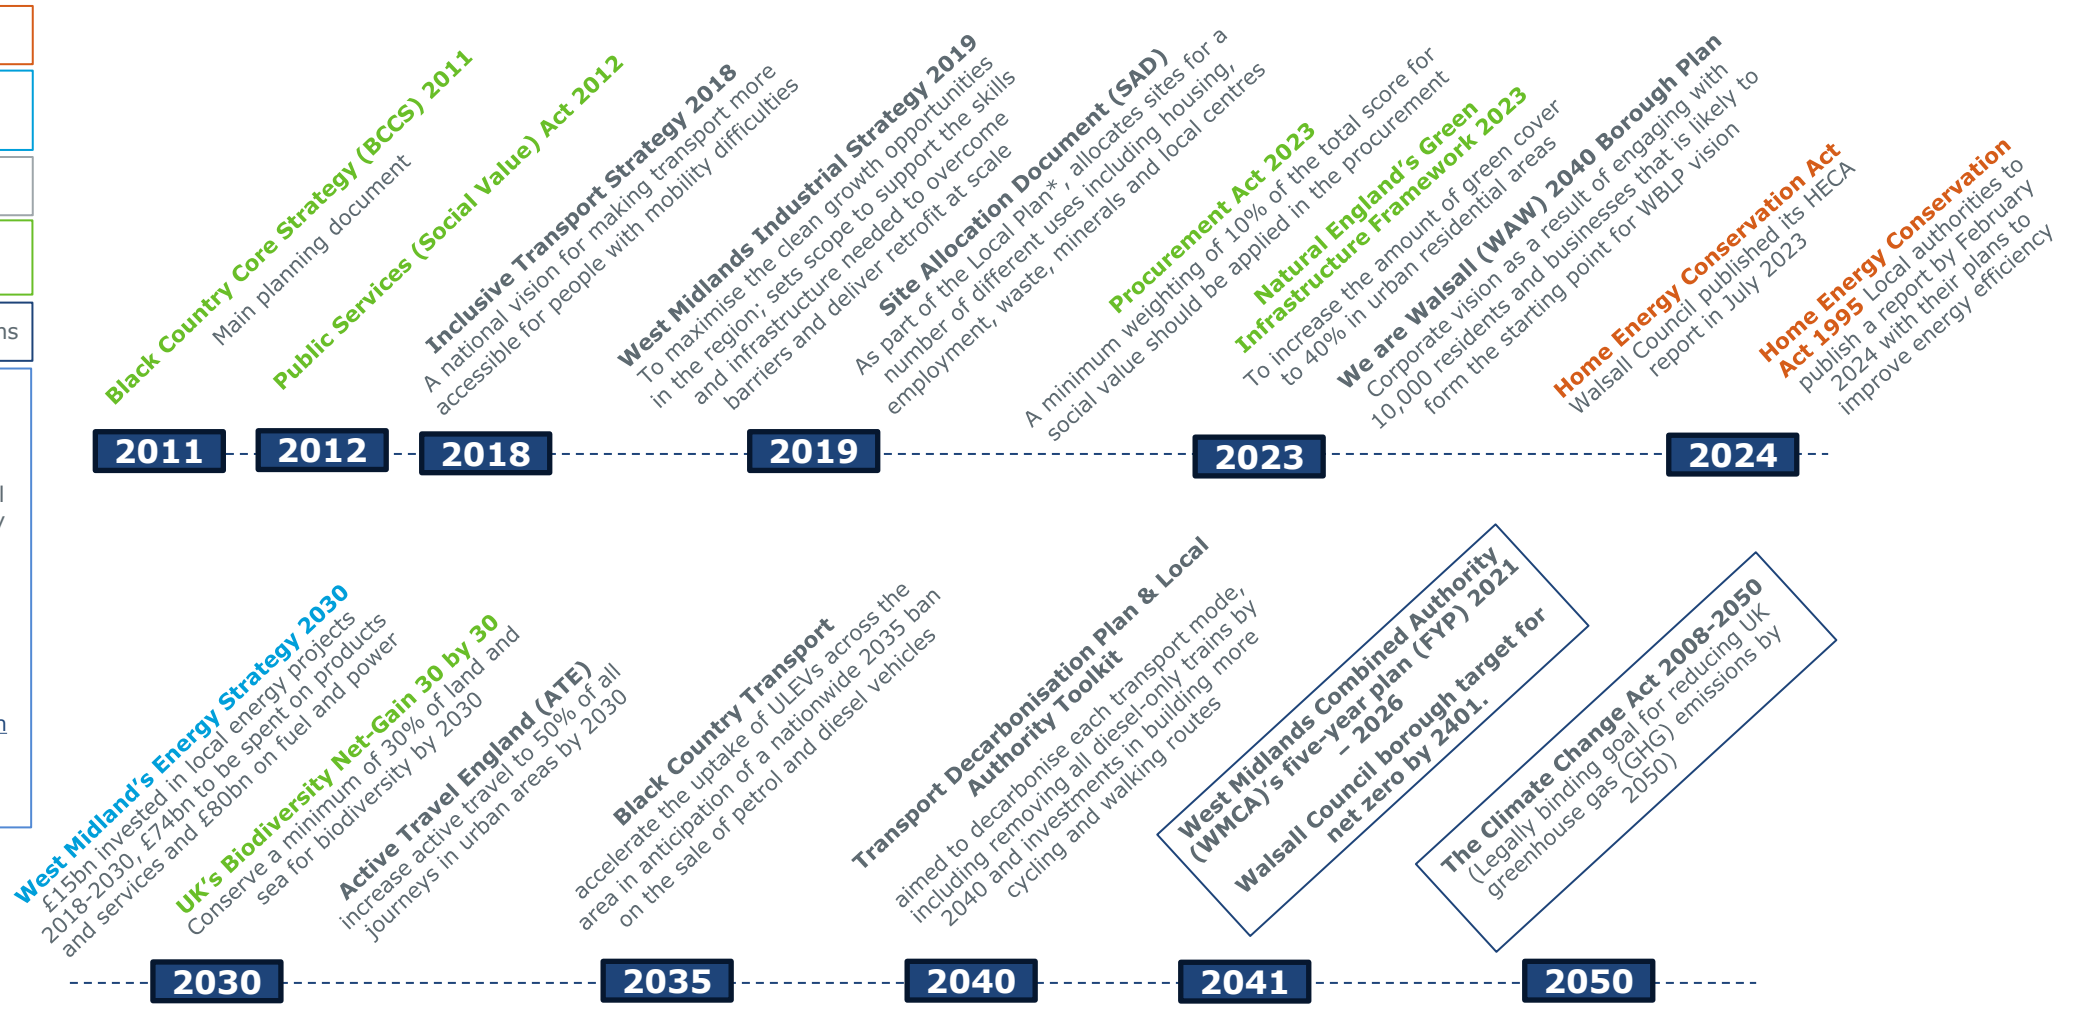 ns
l
y
n
Black Country Core Strategy (BCCS) 2011
Main planning document
Public Services (Social Value) Act 2012
Inclusive Transport Strategy 2018
A national vision for making transport more
accessible for people with mobility difficulties
West Midlands Industrial Strategy 2019
To maximise the clean growth opportunities
in the region; sets scope to support the skills
and infrastructure needed to overcome
barriers and deliver retrofit at scale
Site Allocation Document (SAD)
As part of the Local Plan*, allocates sites for a
number of different uses including housing,
employment, waste, minerals and local centres
Procurement Act 2023
A minimum weighting of 10% of the total score for
social value should be applied in the procurement
Natural England's Green
Infrastructure Framework 2023
To increase the amount of green cover
to 40% in urban residential areas
We are Walsall (WAW) 2040 Borough Plan
Corporate vision as a result of engaging with
10,000 residents and businesses that is likely to
form the starting point for WBLP vision
Home Energy Conservation Act
Walsall Council published its HECA
report in July 2023
Home Energy Conservation
Act 1995 Local authorities to
publish a report by February
2024 with their plans to
improve energy efficiency
2011
2012
2018
2019
2023
2024
West Midland's Energy Strategy 2030
£15bn invested in local energy projects
2018-2030, £74bn to be spent on products
and services and £80bn on fuel and power
UK's Biodiversity Net-Gain 30 by 30
Conserve a minimum of 30% of land and
sea for biodiversity by 2030
Active Travel England (ATE)
increase active travel to 50% of all
journeys in urban areas by 2030
Black Country Transport
accelerate the uptake of ULEVs across the
area in anticipation of a nationwide 2035 ban
on the sale of petrol and diesel vehicles
Transport Decarbonisation Plan & Local
Authority Toolkit
aimed to decarbonise each transport mode,
including removing all diesel-only trains by
2040 and investments in building more
cycling and walking routes
West Midlands Combined Authority
(WMCA)'s five-year plan (FYP) 2021
– 2026
Walsall Council borough target for
net zero by 2401.
The Climate Change Act 2008-2050
(Legally binding goal for reducing UK
greenhouse gas (GHG) emissions by
2050)
2030
2035
2040
2041
2050